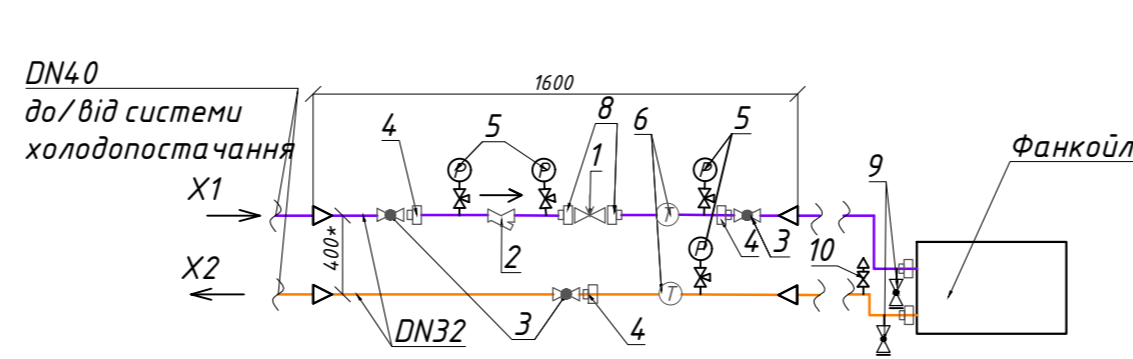 DN40
до/від системи
холодопостачання
1600
4
5
8
1
6
5
Фанкойл
9
X1
P
P
P
T
2
4
3
400*
P
10
X2
T
DN32
3
4